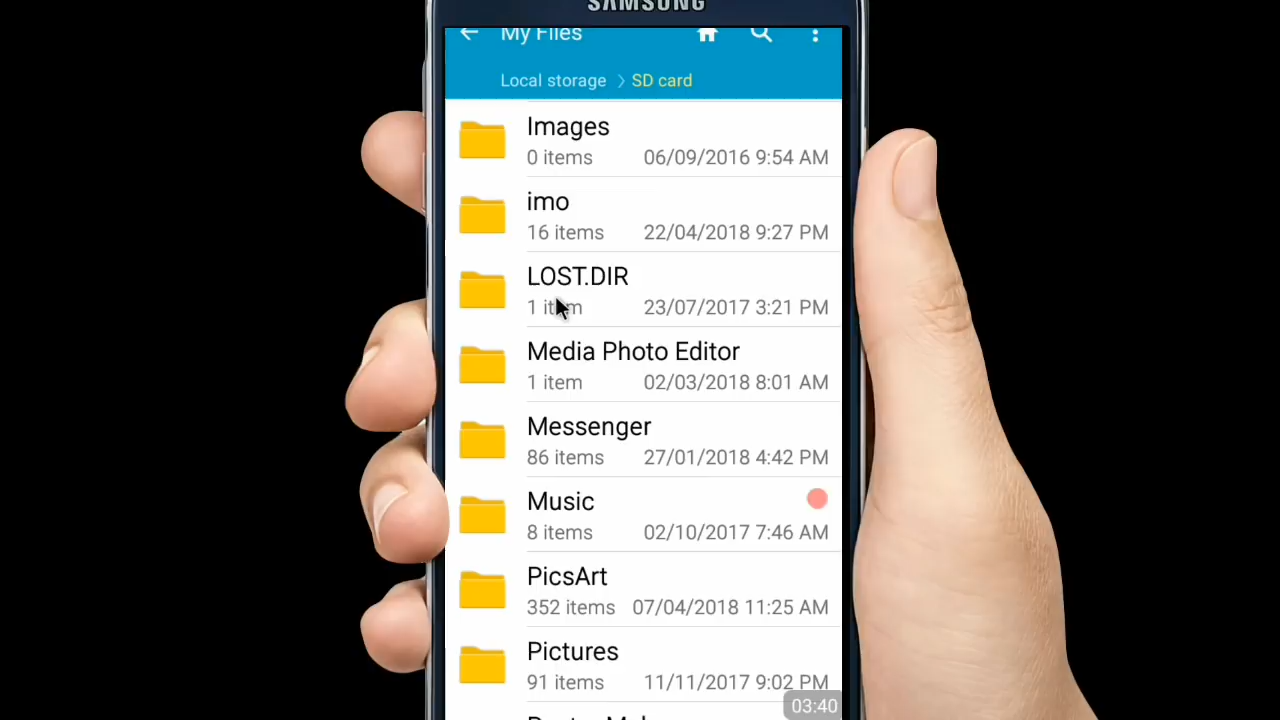 SAMSUNG
My Files
Local storage > SD card
Images
0 items 06/09/2016 9:54 AM
imo
16 items 22/04/2018 9:27 PM
LOST.DIR
1 item 23/07/2017 3:21 PM
Media Photo Editor
1 item 02/03/2018 8:01 AM
Messenger
86 items 27/01/2018 4:42 PM
Music
8 items 02/10/2017 7:46 AM
PicsArt
352 items 07/04/2018 11:25 AM
Pictures
91 items 11/11/2017 9:02 PM
03:40